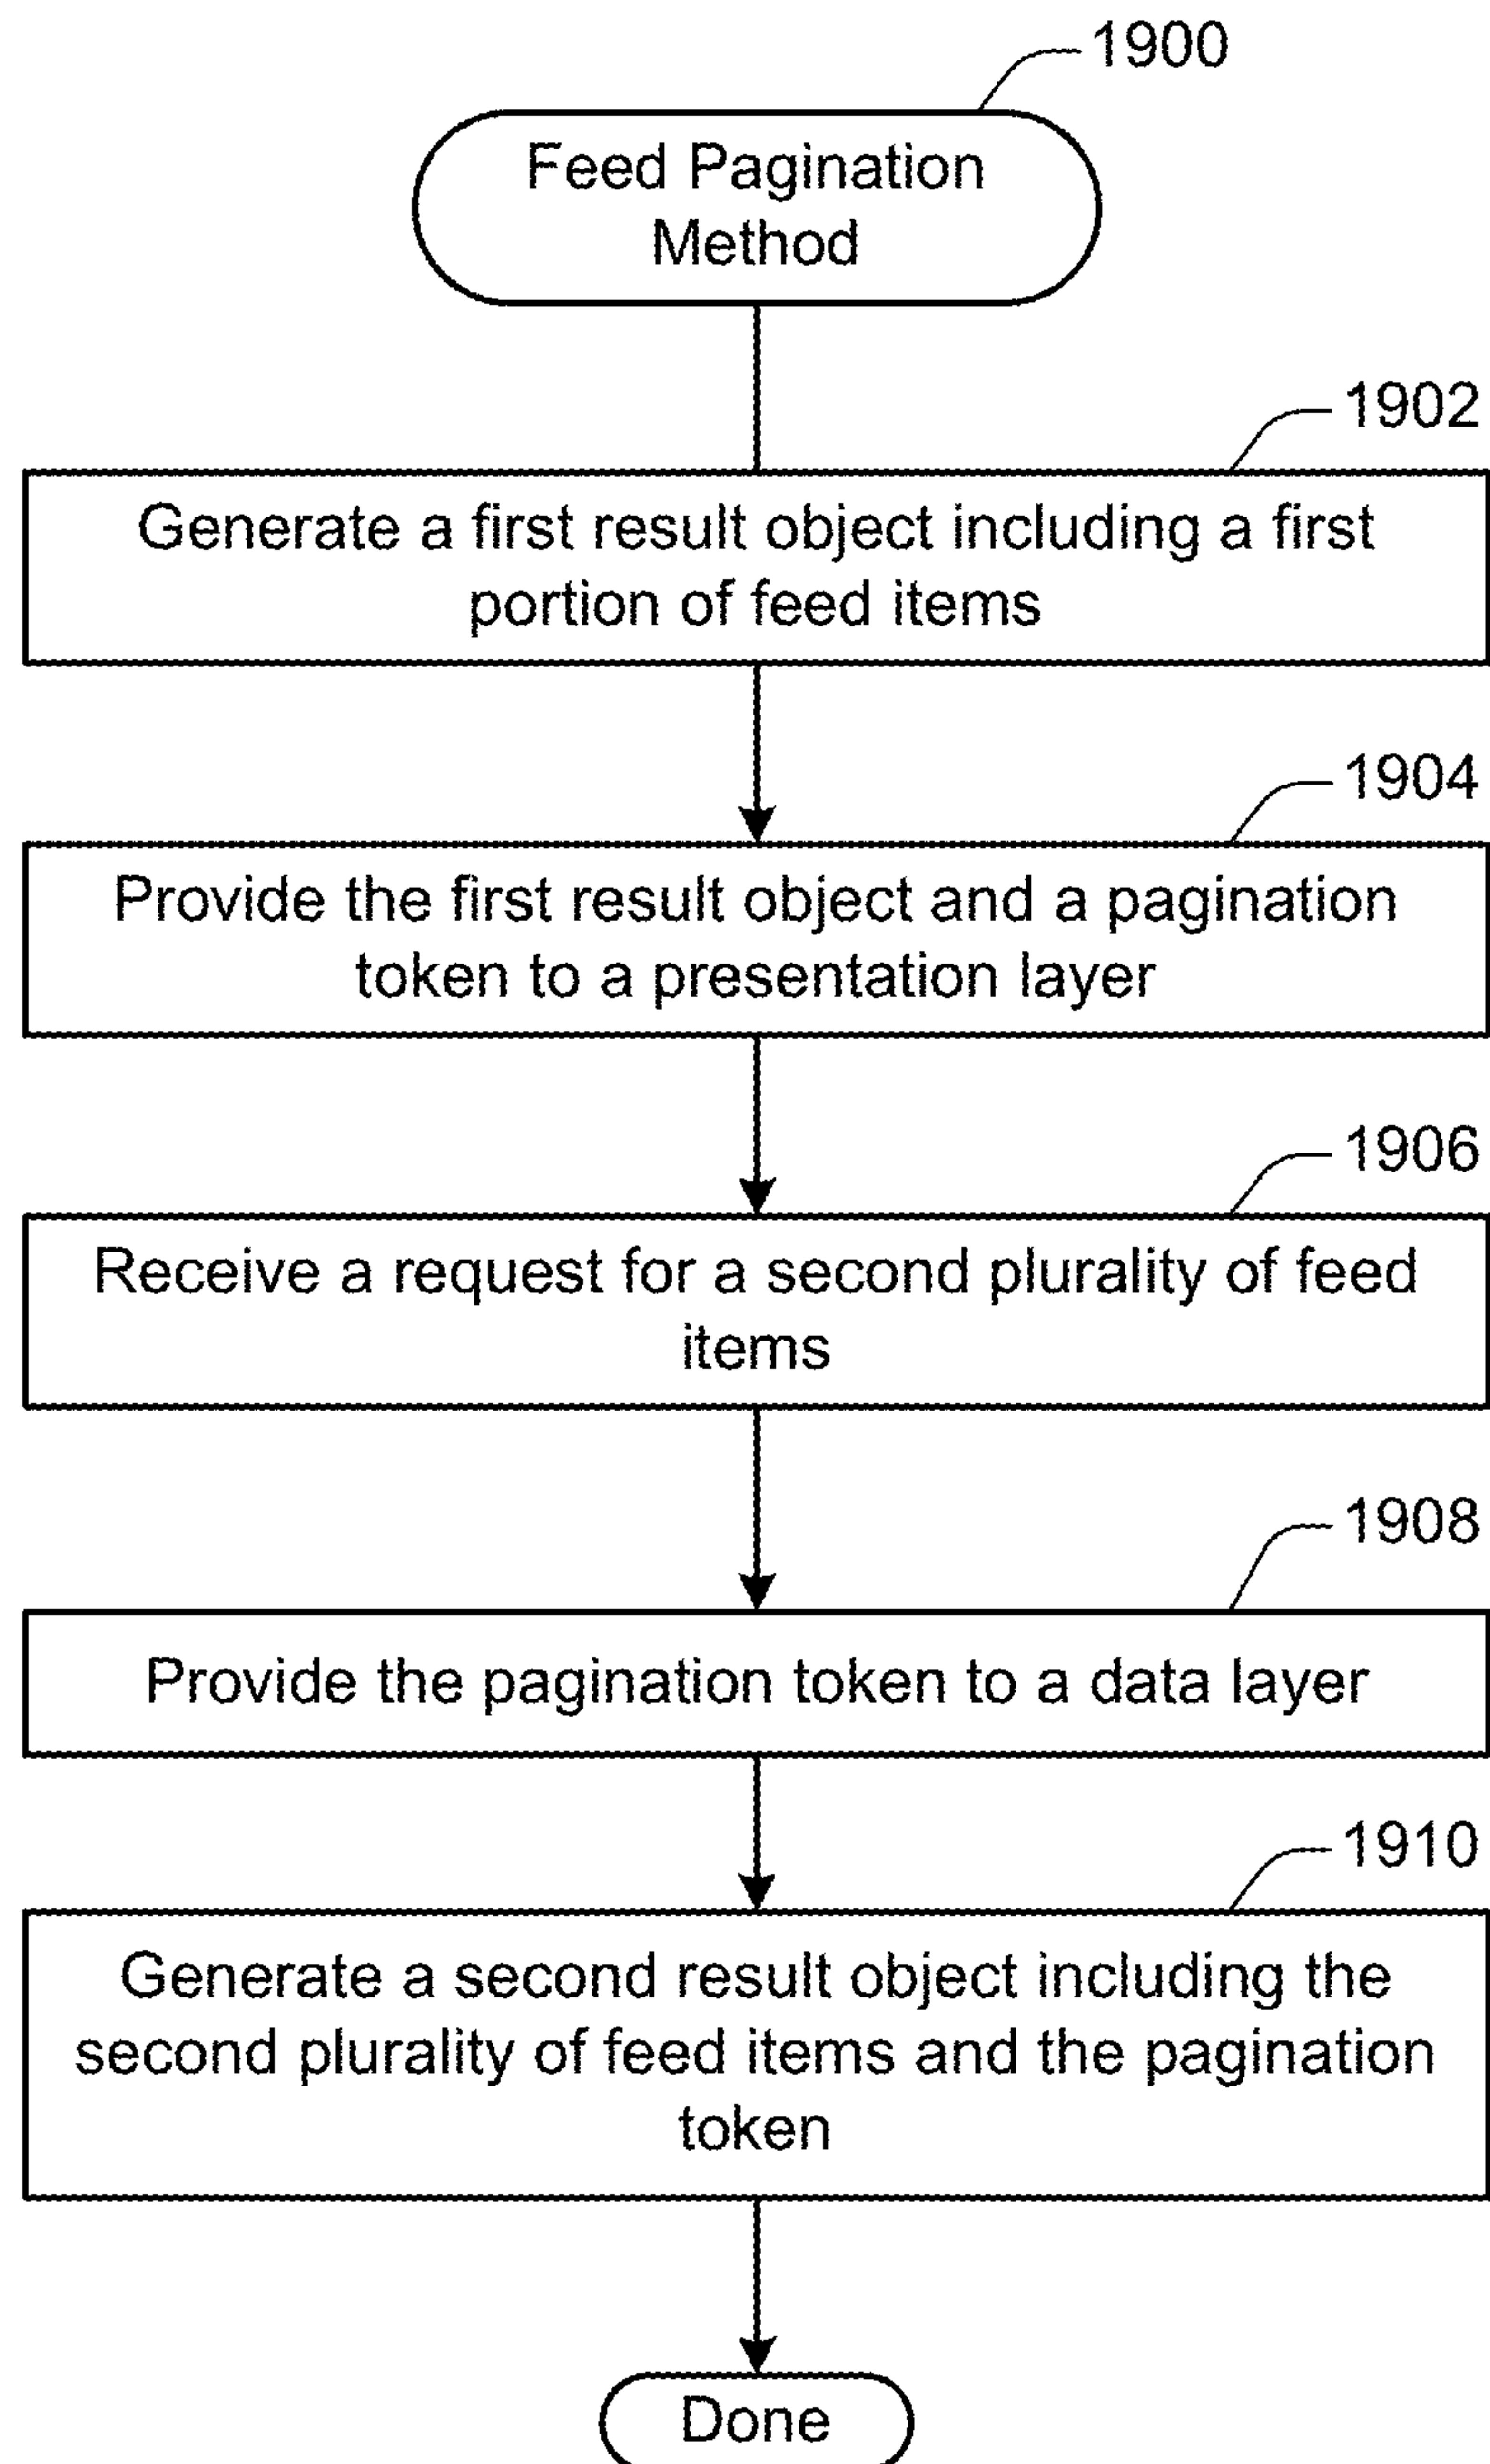 1900
Feed Pagination
Method
1902
Generate a first result object including a first
portion of feed items
1904
Provide the first result object and a pagination
token to a presentation layer
1906
Receive a request for a second plurality of feed
items
1908
Provide the pagination token to a data layer
1910
Generate a second result object including the
second plurality of feed items and the pagination
token
Done